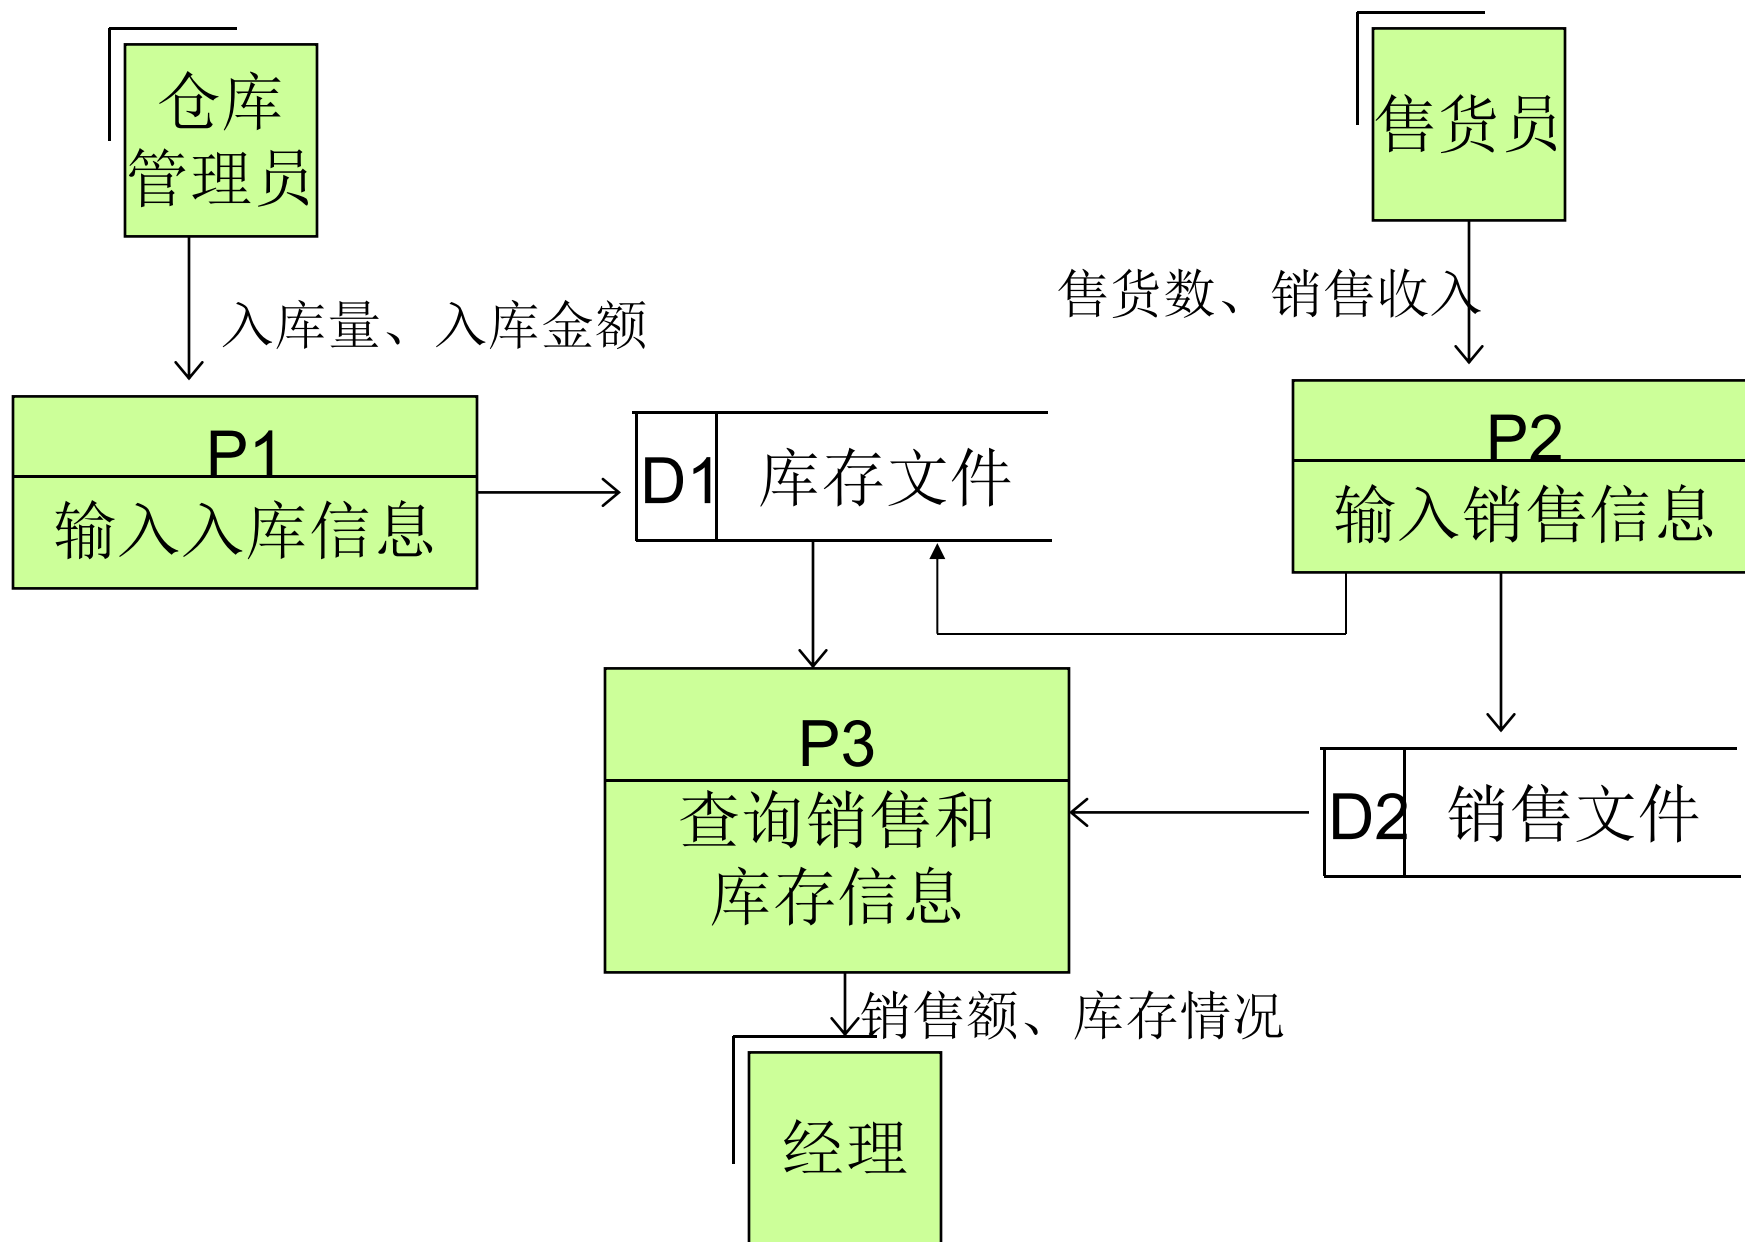 仓库
管理员
售货员
入库量、入库金额
售货数、销售收入
P1
输入入库信息
D1
库存文件
P2
输入销售信息
P3
查询销售和
库存信息
D2
销售文件
销售额、库存情况
经理